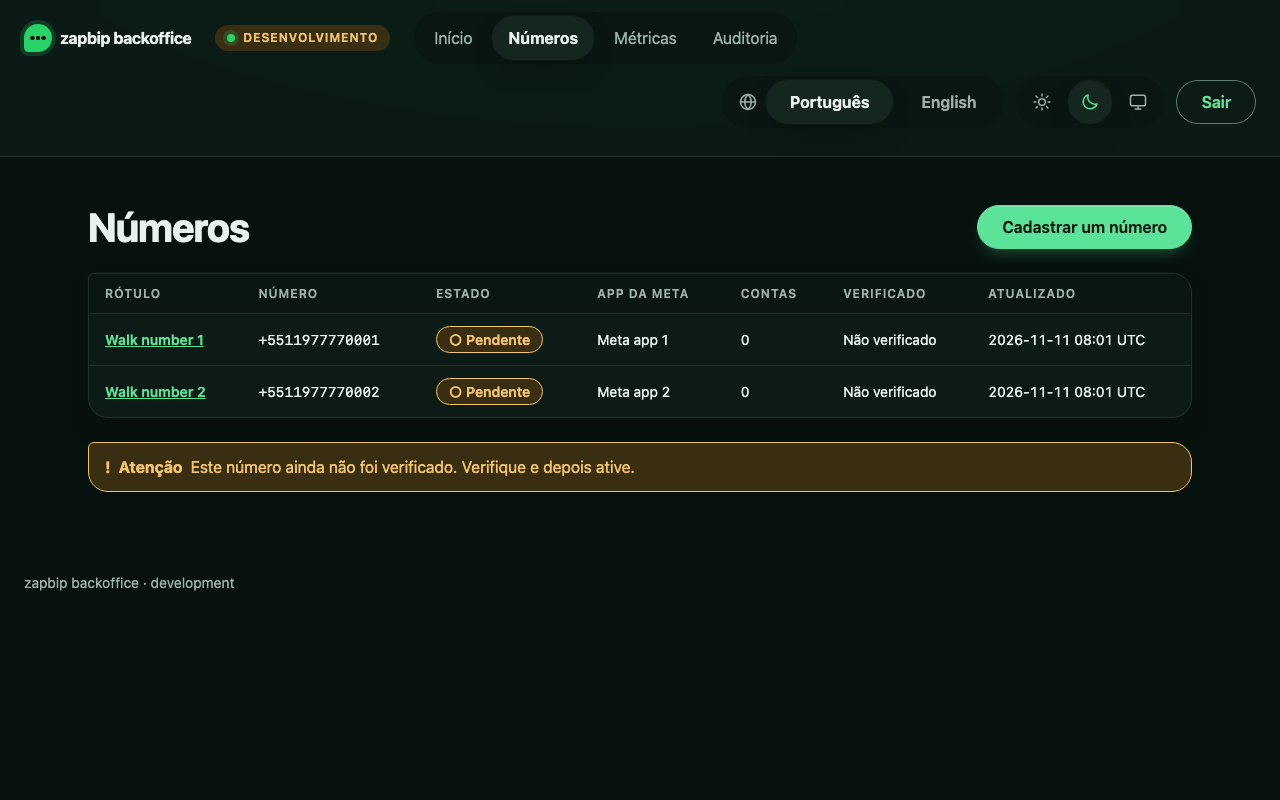 zapbip backoffice DESENVOLVIMENTO Início Números Métricas Auditoria
Português English Sair
Números Cadastrar um número
RÓTULO NÚMERO ESTADO APP DA META CONTAS VERIFICADO ATUALIZADO
Walk number 1 +5511977770001 Pendente Meta app 1 0 Não verificado 2026-11-11 08:01 UTC
Walk number 2 +5511977770002 Pendente Meta app 2 0 Não verificado 2026-11-11 08:01 UTC
! Atenção Este número ainda não foi verificado. Verifique e depois ative.
zapbip backoffice · development